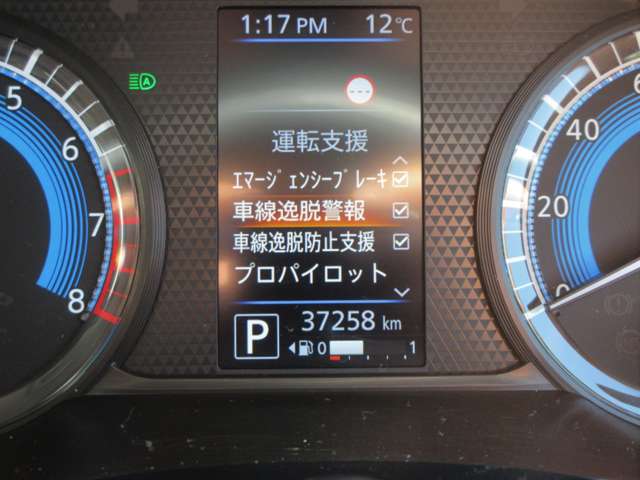 1:17 PM 12℃
---
運転支援
ｴﾏｰｼﾞｪﾝｼｰﾌﾞﾚｰｷ
車線逸脱警報
車線逸脱防止支援
プロパイロット
P 37258 km
0 1
A
5
6
7
8
40
20
0